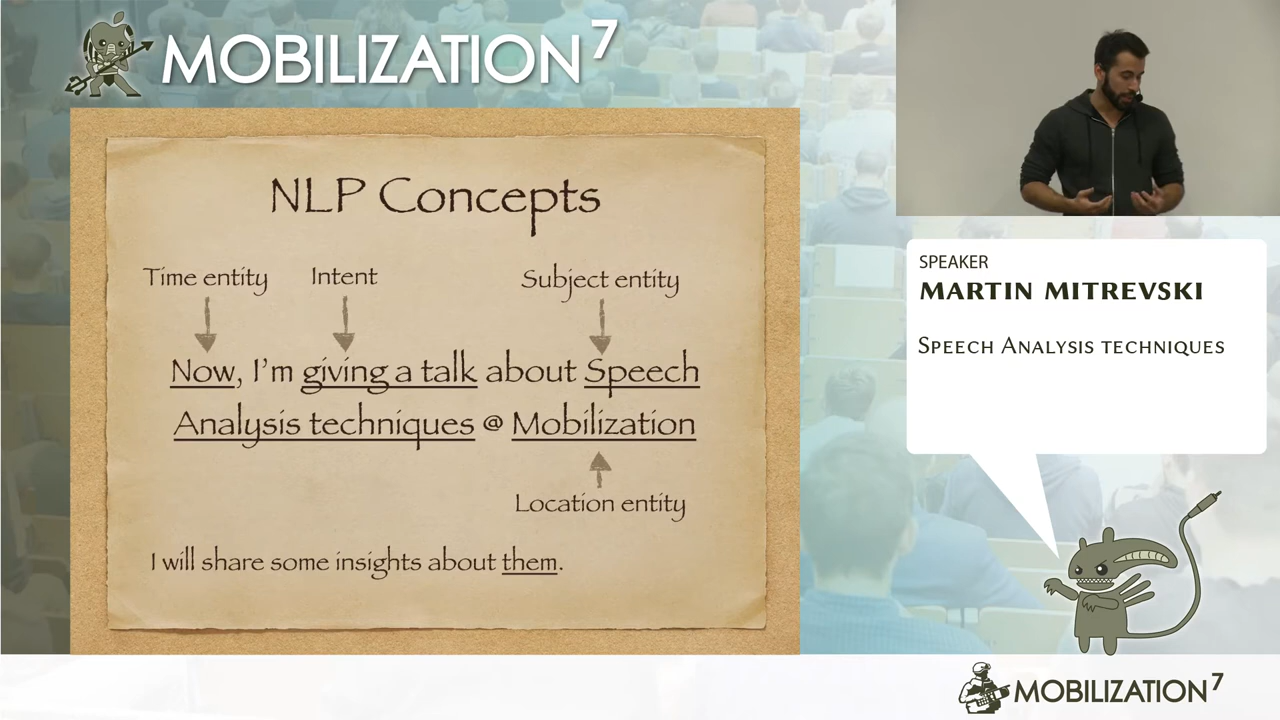 MOBILIZATION 7
NLP Concepts
Time entity Intent Subject entity
Now, I'm giving a talk about Speech
Analysis techniques @ Mobilization
Location entity
I will share some insights about them.
SPEAKER
MARTIN MITREVSKI
SPEECH ANALYSIS TECHNIQUES
MOBILIZATION 7